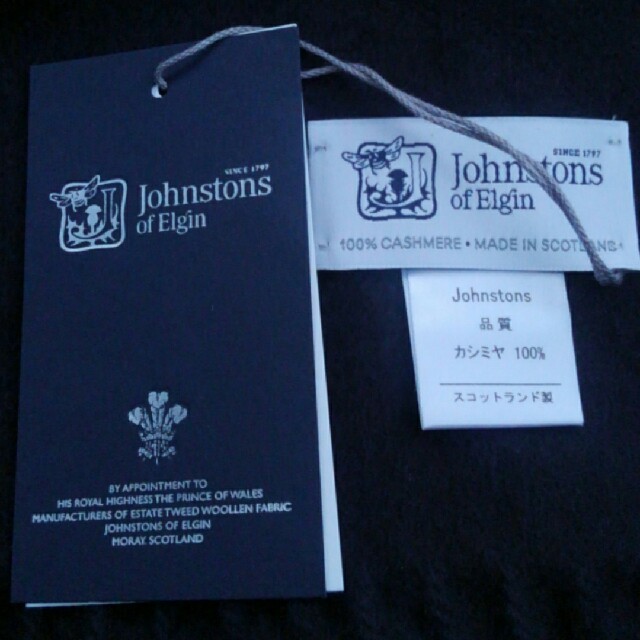 SINCE 1797
Johnstons
of Elgin
BY APPOINTMENT TO
HIS ROYAL HIGHNESS THE PRINCE OF WALES
MANUFACTURERS OF ESTATE TWEED WOOLLEN FABRIC
JOHNSTONS OF ELGIN
MORAY, SCOTLAND
SINCE 1797
Johnstons
of Elgin
100% CASHMERE • MADE IN SCOTLAND
Johnstons
品質
カシミヤ 100%
スコットランド製